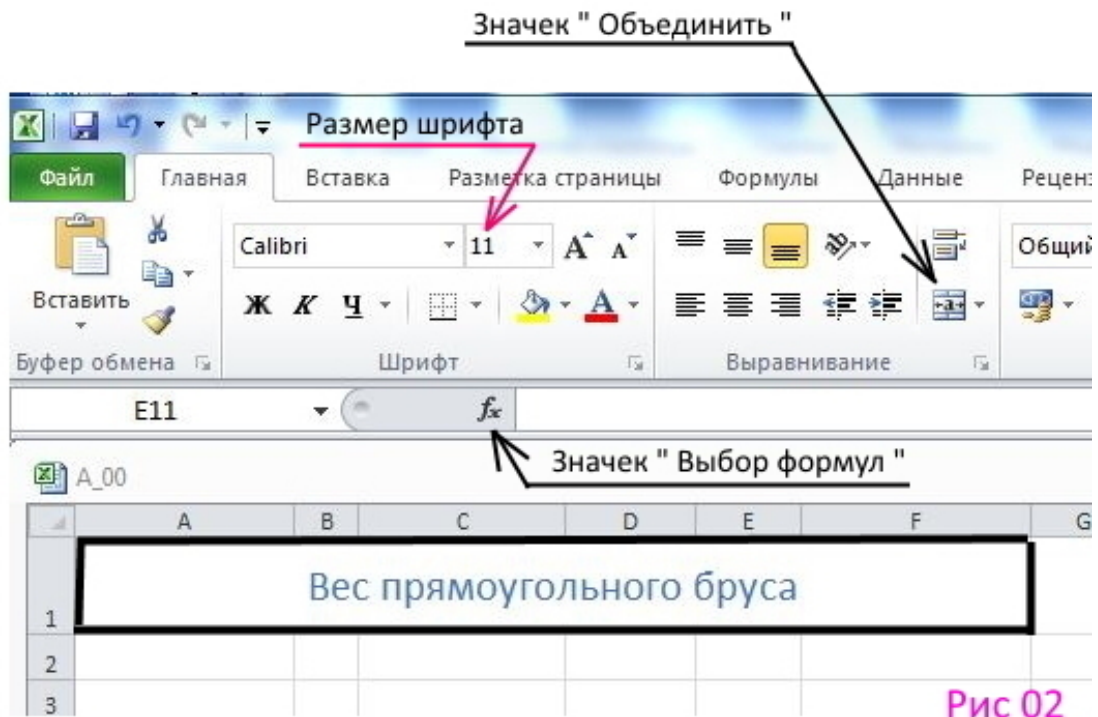 Значек " Объединить "
Размер шрифта
Файл Главная Вставка Разметка страницы Формулы Данные Реценз
Calibri 11 А А Общий
Вставить Ж К Ч А a
Буфер обмена Шрифт Выравнивание
E11 fx
Значек " Выбор формул "
A_00
A B C D E F G
1 Вес прямоугольного бруса
2
3
Рис 02